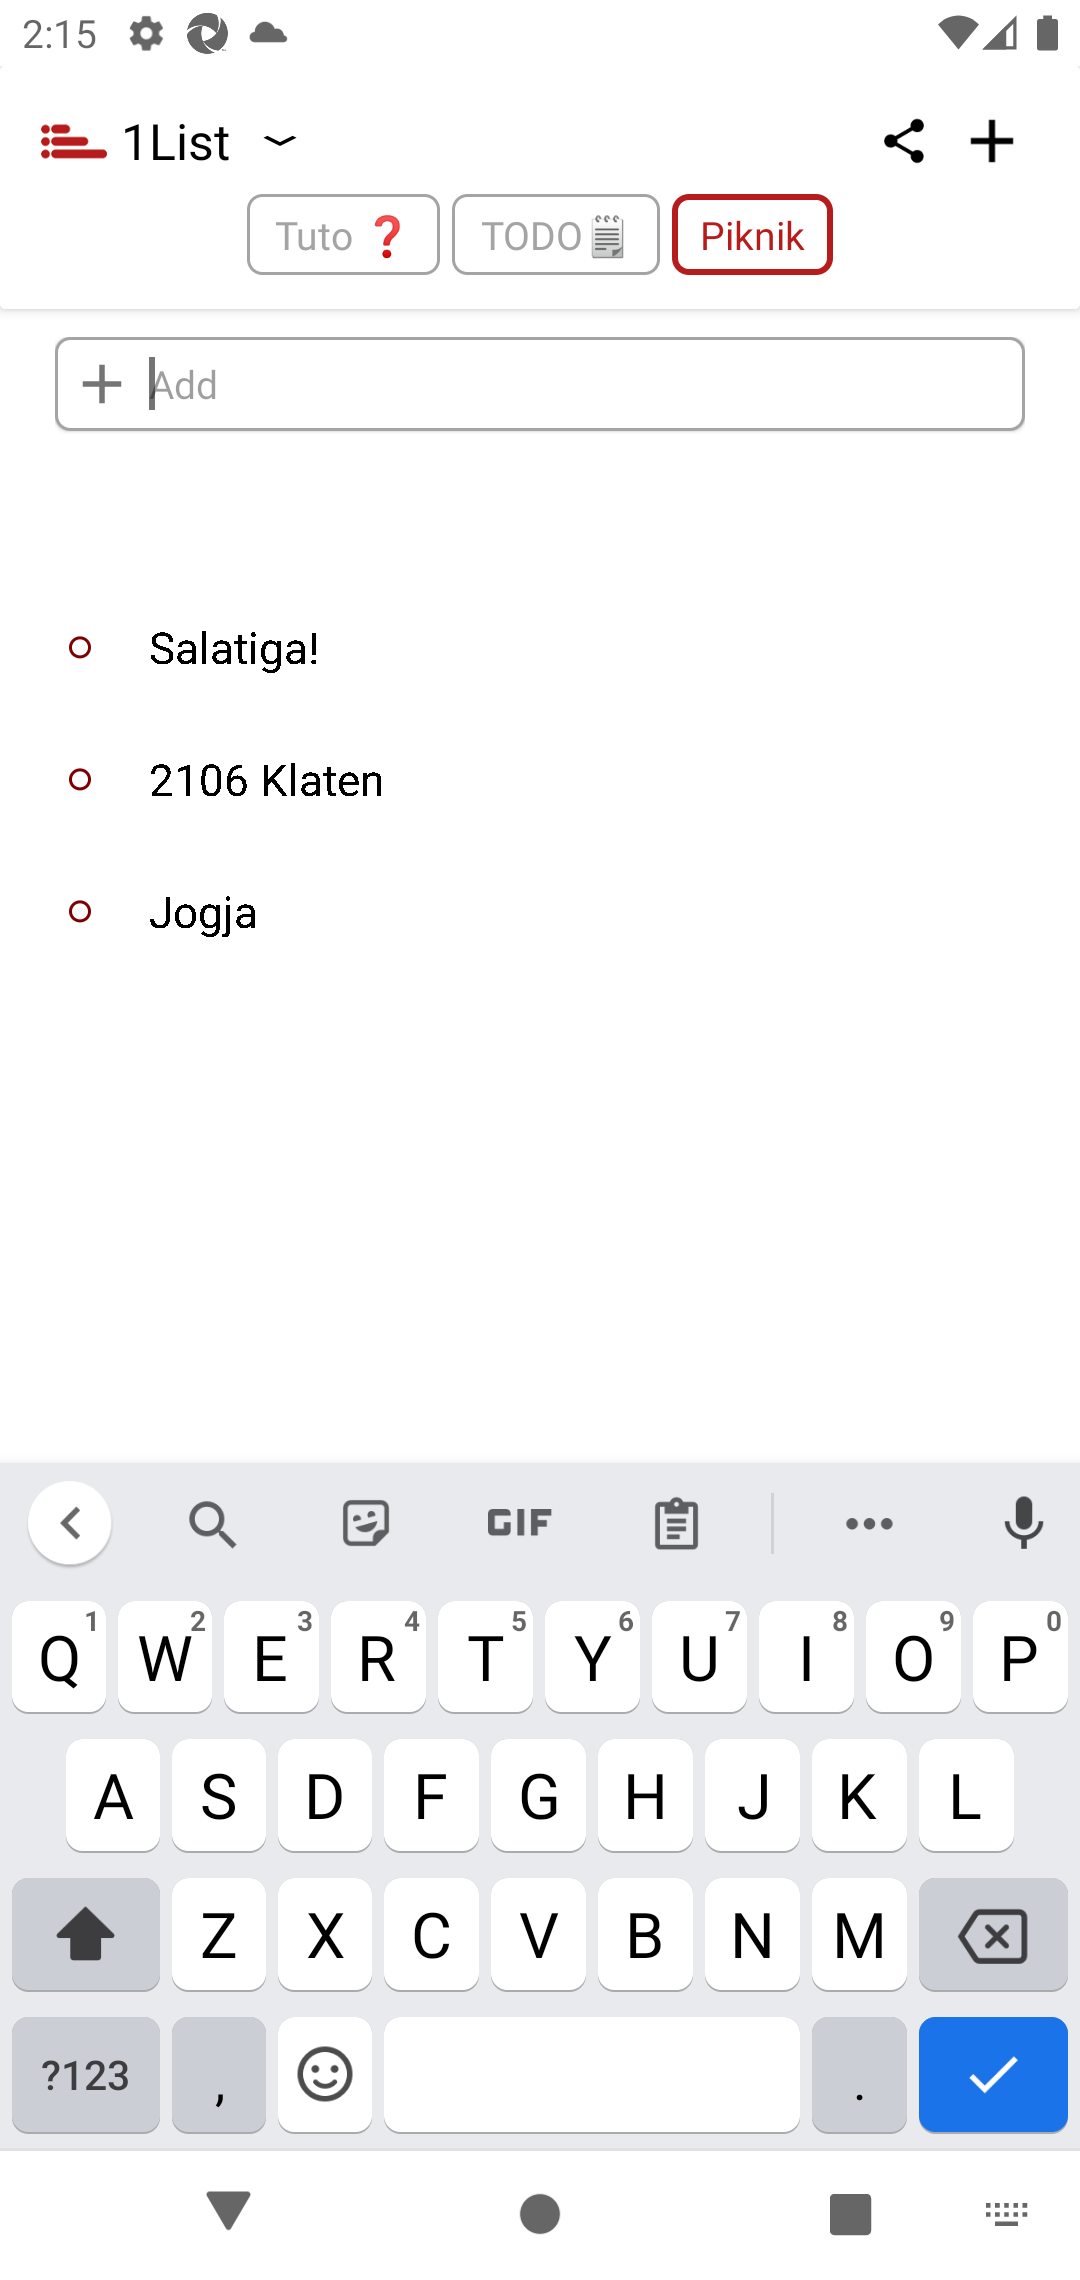 2:15
1List
Tuto ❓ TODO🗒 Piknik
Add
Salatiga!
2106 Klaten
Jogja
GIF
Q 1 W 2 E 3 R 4 T 5 Y 6 U 7 I 8 O 9 P 0
A S D F G H J K L
Z X C V B N M
?123 , .